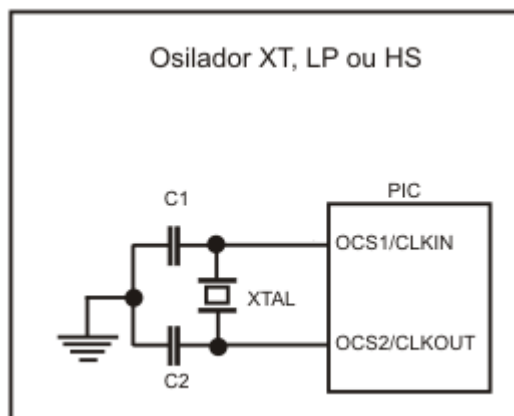 Osilador XT, LP ou HS
PIC
C1
OCS1/CLKIN
XTAL
OCS2/CLKOUT
C2